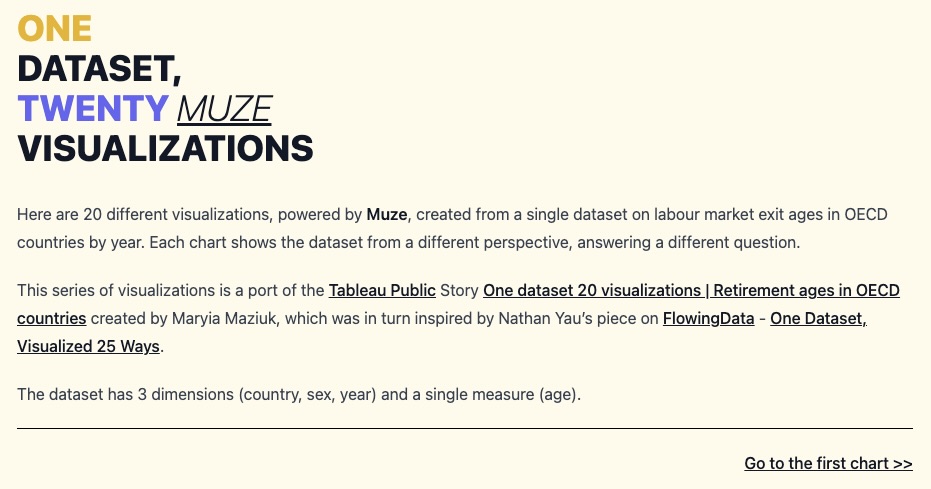 ONE
DATASET,
TWENTY MUZE
VISUALIZATIONS
Here are 20 different visualizations, powered by Muze, created from a single dataset on labour market exit ages in OECD
countries by year. Each chart shows the dataset from a different perspective, answering a different question.
This series of visualizations is a port of the Tableau Public Story One dataset 20 visualizations | Retirement ages in OECD
countries created by Maryia Maziuk, which was in turn inspired by Nathan Yau’s piece on FlowingData - One Dataset,
Visualized 25 Ways.
The dataset has 3 dimensions (country, sex, year) and a single measure (age).
Go to the first chart >>